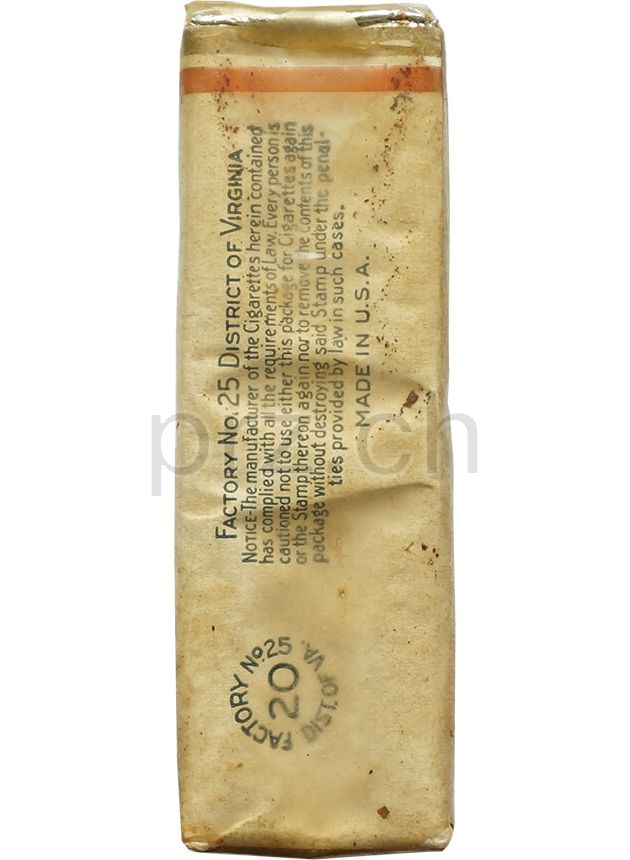 FACTORY No. 25 DISTRICT OF VIRGINIA
NOTICE-The manufacturer of the Cigarettes herein contained
has complied with all the requirements of Law. Every person is
cautioned not to use either this package for Cigarettes again
or the Stamp thereon again nor to remove the contents of this
package without destroying said Stamp under the penal-
ties provided by law in such cases.
MADE IN U.S.A.
FACTORY No. 25
20
DIST. OF VA.